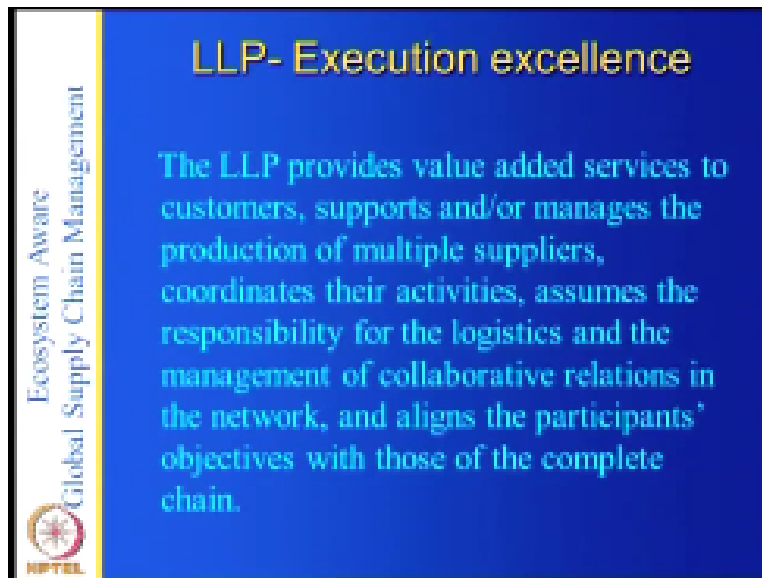 LLP- Execution excellence
The LLP provides value added services to
customers, supports and/or manages the
production of multiple suppliers,
coordinates their activities, assumes the
responsibility for the logistics and the
management of collaborative relations in
the network, and aligns the participants’
objectives with those of the complete
chain.
Ecosystem Aware
Global Supply Chain Management
NPTEL